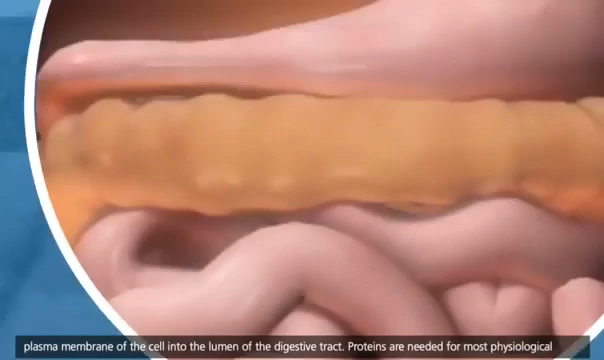 plasma membrane of the cell into the lumen of the digestive tract. Proteins are needed for most physiological